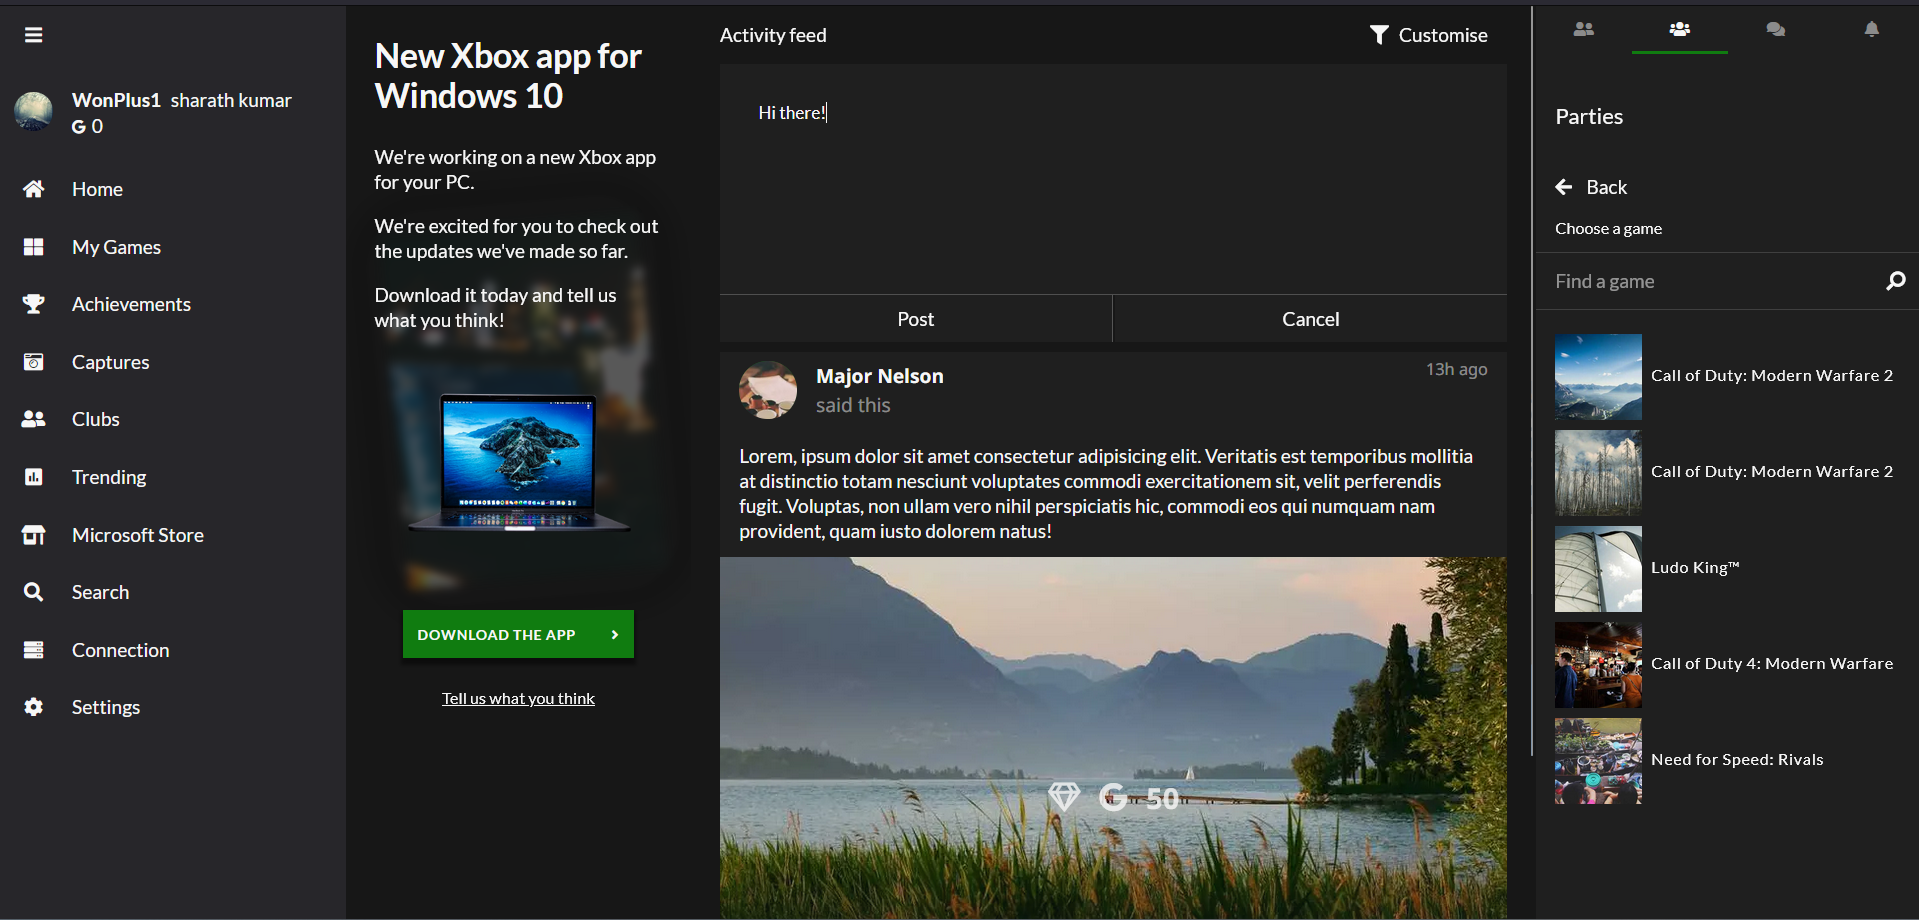 WonPlus1 sharath kumar
G 0
Home
My Games
Achievements
Captures
Clubs
Trending
Microsoft Store
Search
Connection
Settings
New Xbox app for
Windows 10
We're working on a new Xbox app
for your PC.
We're excited for you to check out
the updates we've made so far.
Download it today and tell us
what you think!
DOWNLOAD THE APP
Tell us what you think
Activity feed
Customise
Hi there!
Post
Cancel
Major Nelson
13h ago
said this
Lorem, ipsum dolor sit amet consectetur adipisicing elit. Veritatis est temporibus mollitia
at distinctio totam nesciunt voluptates commodi exercitationem sit, velit perferendis
fugit. Voluptas, non ullam vero nihil perspiciatis hic, commodi eos qui numquam nam
provident, quam iusto dolorem natus!
G 50
Parties
Back
Choose a game
Find a game
Call of Duty: Modern Warfare 2
Call of Duty: Modern Warfare 2
Ludo King™
Call of Duty 4: Modern Warfare
Need for Speed: Rivals